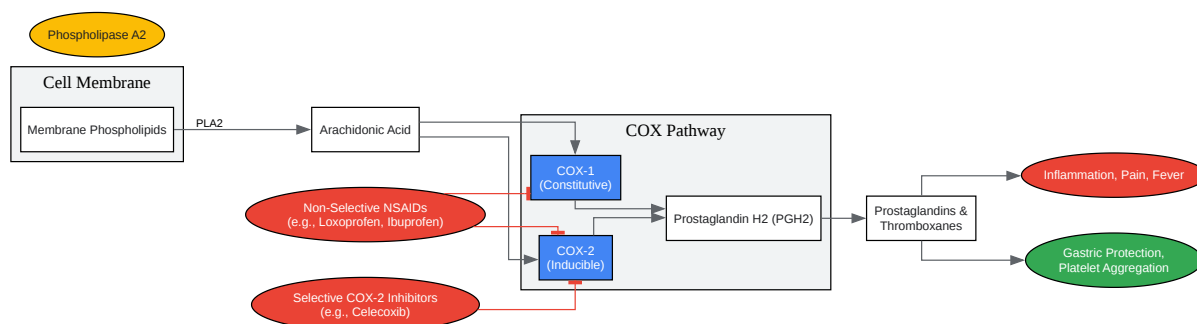 Phospholipase A2
Cell Membrane
Membrane Phospholipids
PLA2
Arachidonic Acid
COX Pathway
COX-1
(Constitutive)
Non-Selective NSAIDs
(e.g., Loxoprofen, Ibuprofen)
COX-2
(Inducible)
Selective COX-2 Inhibitors
(e.g., Celecoxib)
Prostaglandin H2 (PGH2)
Prostaglandins &
Thromboxanes
Inflammation, Pain, Fever
Gastric Protection,
Platelet Aggregation